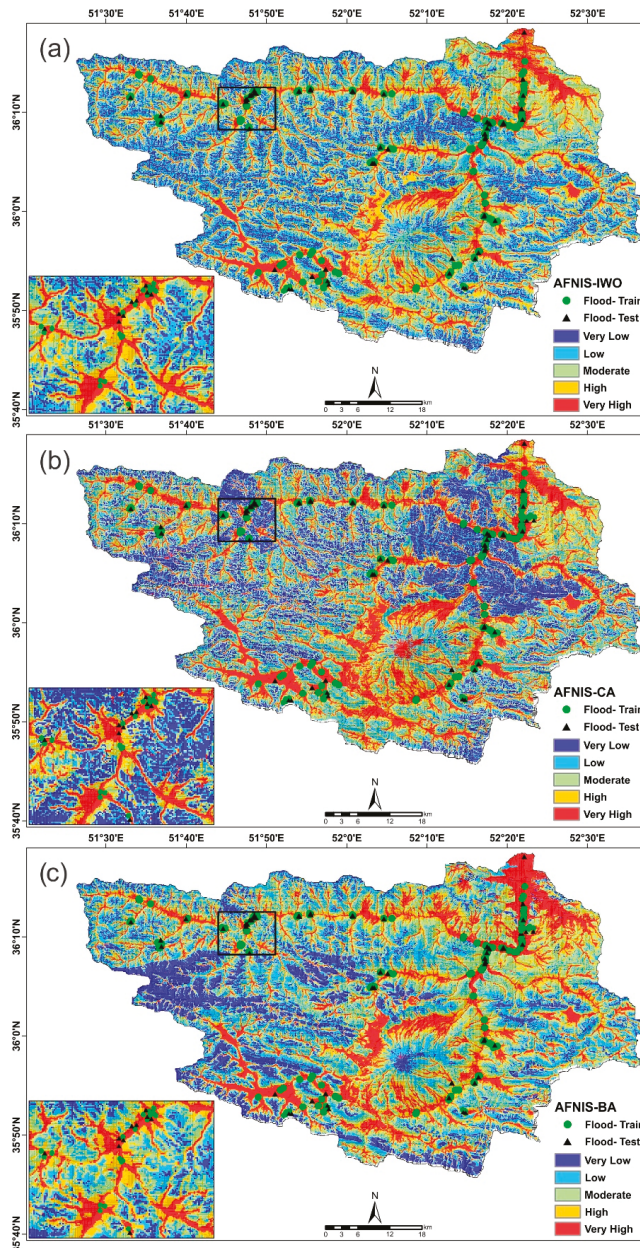 (a)
51°30'E 51°40'E 51°50'E 52°00'E 52°10'E 52°20'E 52°30'E
36°10'N
36°0'N
35°50'N
35°40'N
AFNIS-IWO
Flood- Train
Flood- Test
Very Low
Low
Moderate
High
Very High
N
0 3 6 12 18 km
51°30'E 51°40'E 51°50'E 52°00'E 52°10'E 52°20'E 52°30'E
(b)
36°10'N
36°0'N
35°50'N
35°40'N
AFNIS-CA
Flood- Train
Flood- Test
Very Low
Low
Moderate
High
Very High
N
0 3 6 12 18 km
51°30'E 51°40'E 51°50'E 52°00'E 52°10'E 52°20'E 52°30'E
(c)
36°10'N
36°0'N
35°50'N
35°40'N
AFNIS-BA
Flood- Train
Flood- Test
Very Low
Low
Moderate
High
Very High
N
0 3 6 12 18 km